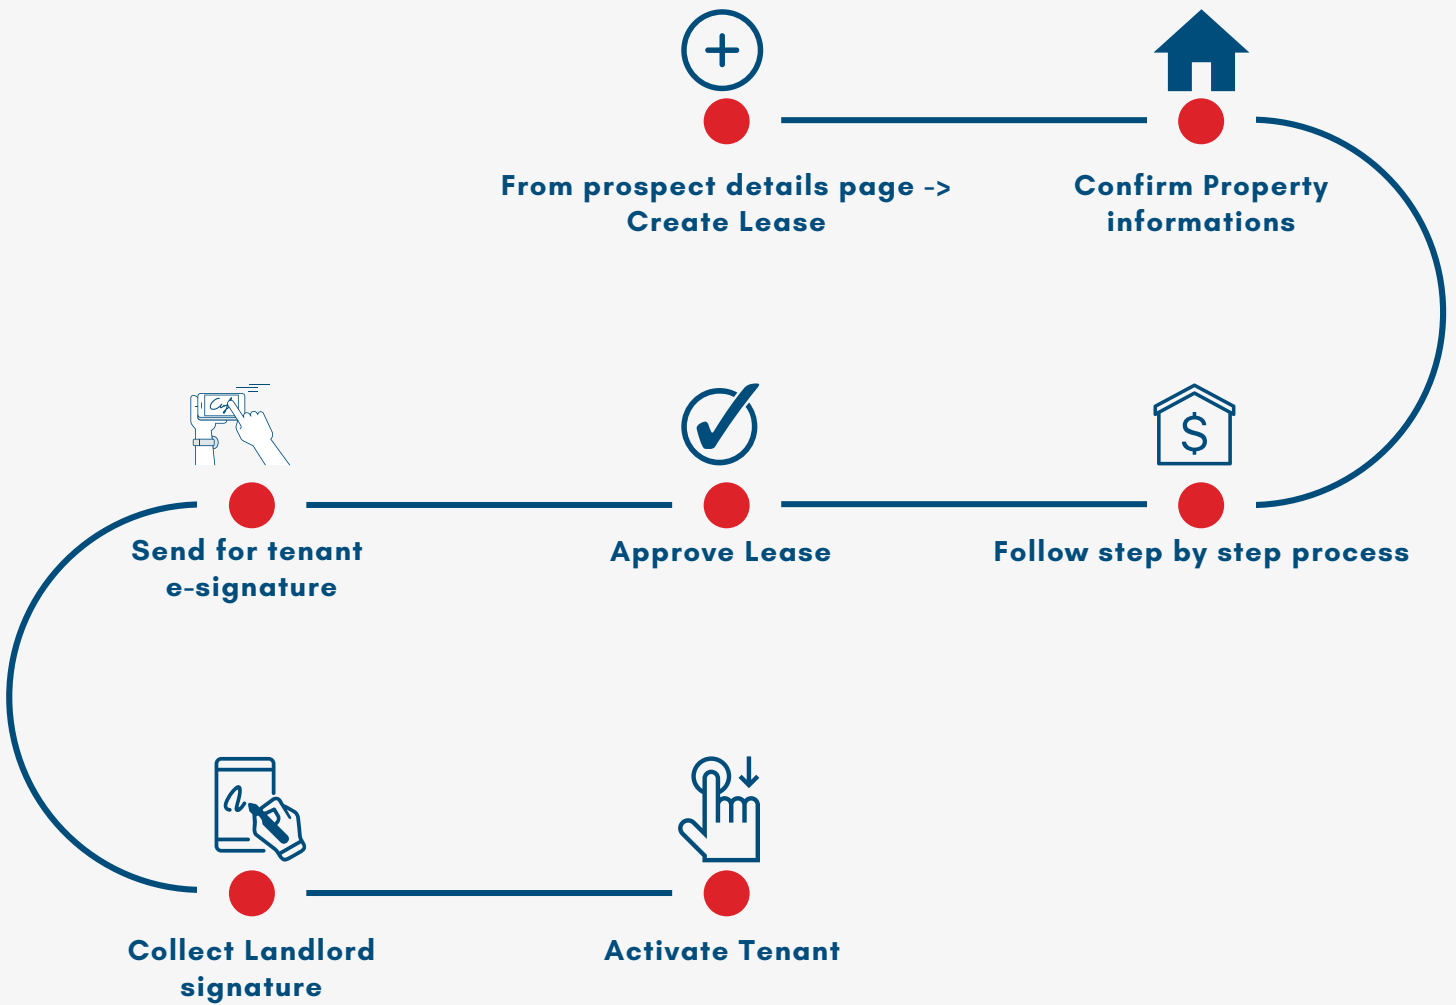 From prospect details page ->
Create Lease
Confirm Property
informations
Follow step by step process
Approve Lease
Send for tenant
e-signature
Collect Landlord
signature
Activate Tenant